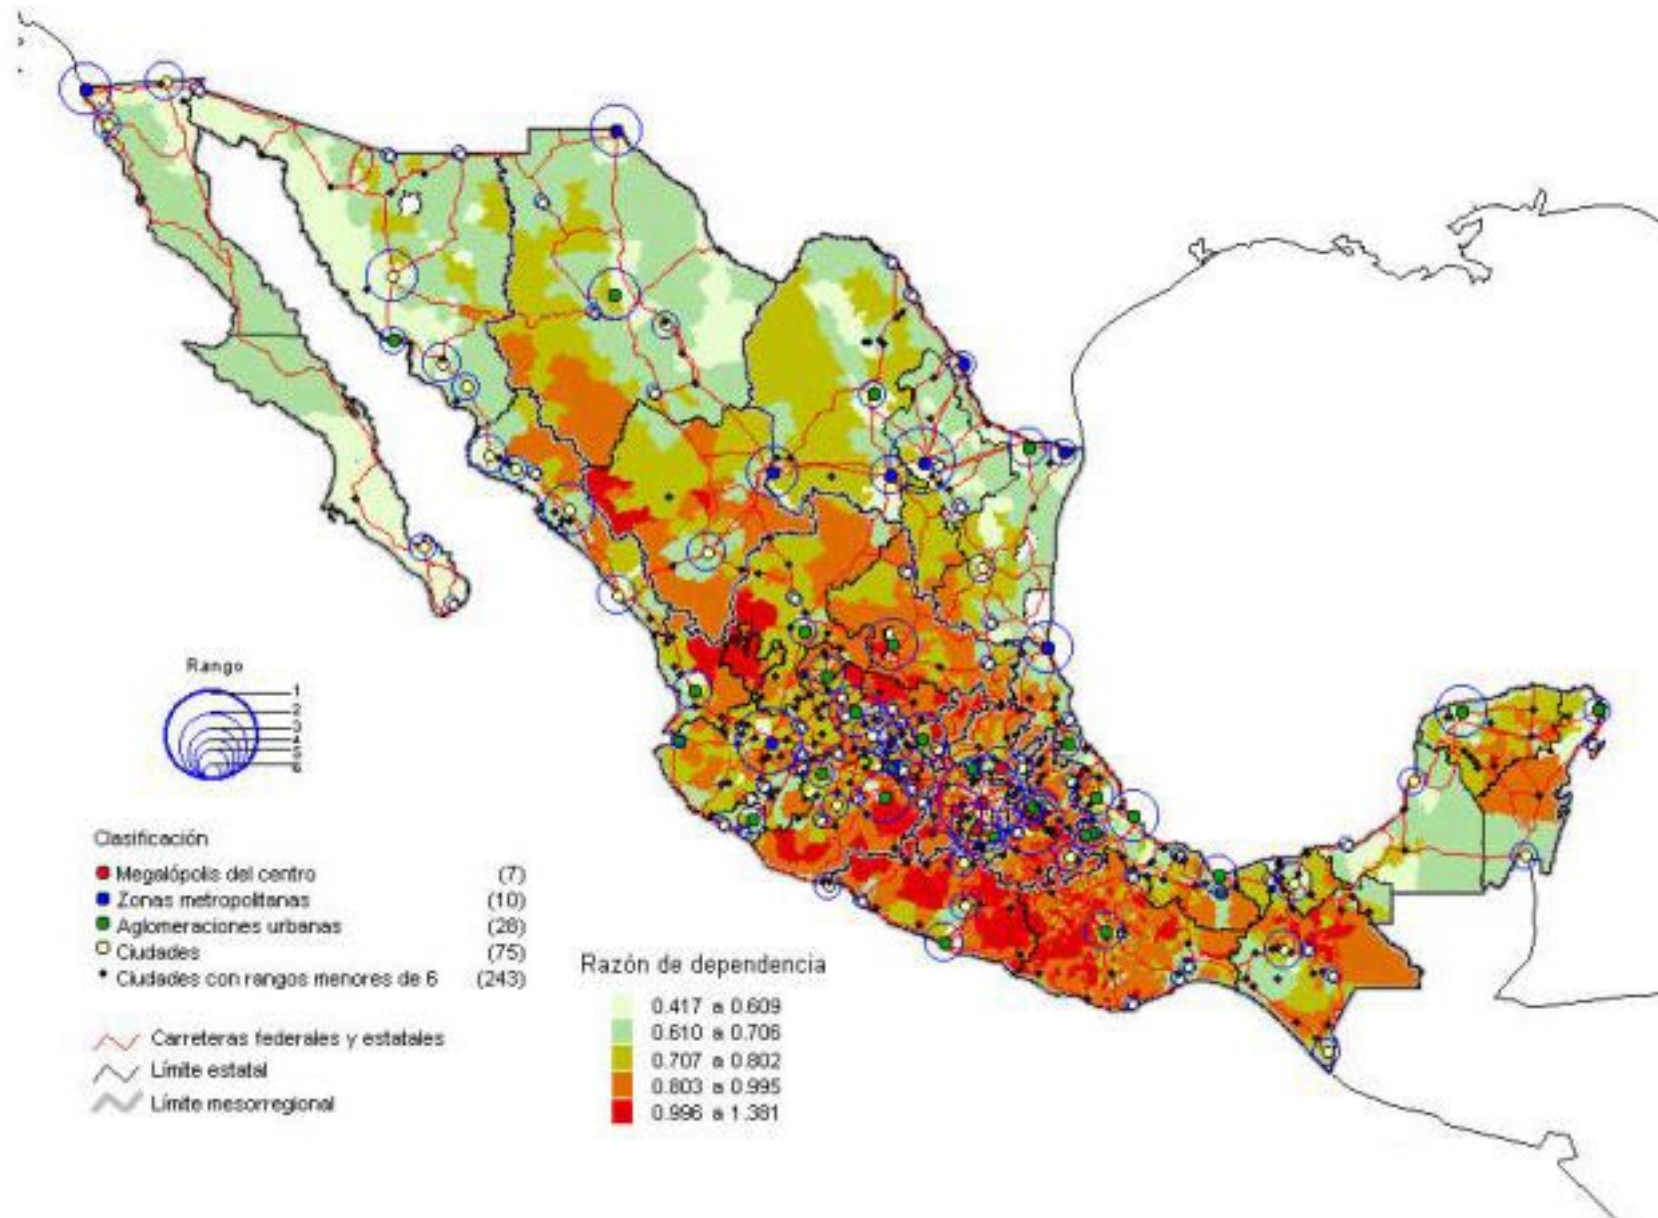 Rango
1
2
3
4
5
6
Clasificación
Megalópolis del centro (7)
Zonas metropolitanas (10)
Aglomeraciones urbanas (28)
Ciudades (75)
Ciudades con rangos menores de 6 (243)
Carreteras federales y estatales
Límite estatal
Límite mesorregional
Razón de dependencia
0.417 a 0.609
0.610 a 0.706
0.707 a 0.802
0.803 a 0.995
0.996 a 1.381